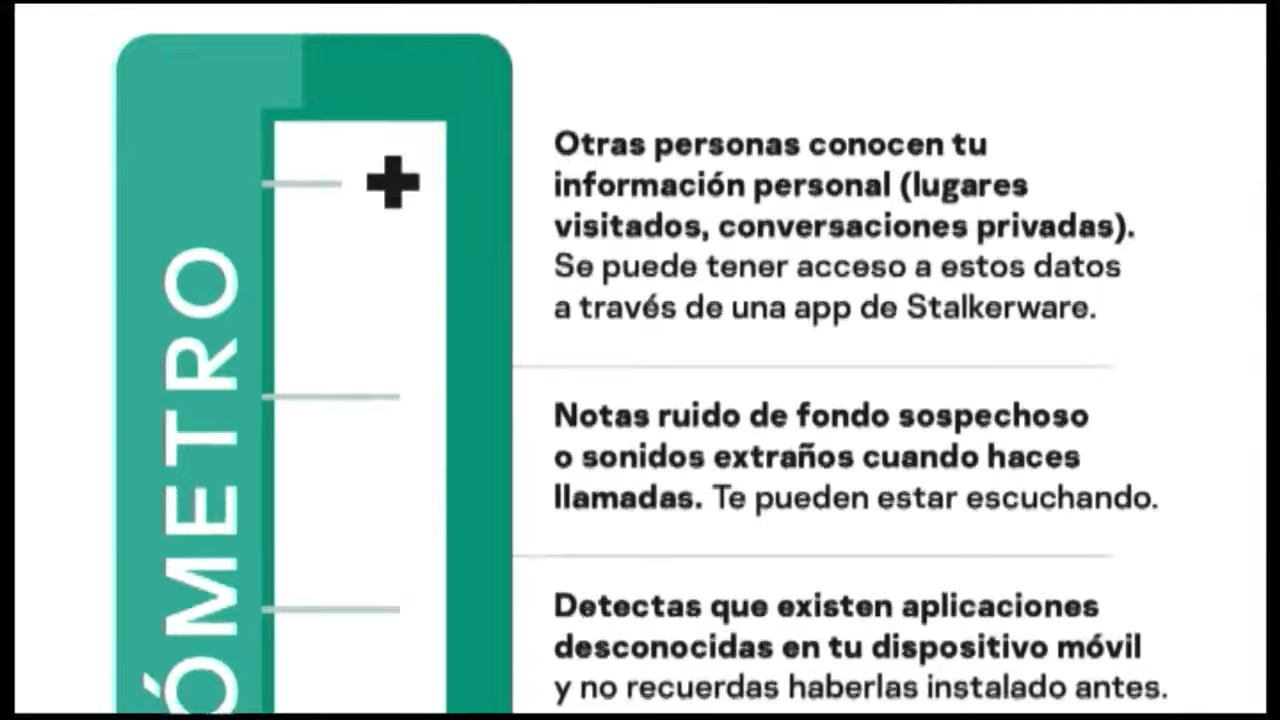 ÓMETRO
Otras personas conocen tu
información personal (lugares
visitados, conversaciones privadas).
Se puede tener acceso a estos datos
a través de una app de Stalkerware.
Notas ruido de fondo sospechoso
o sonidos extraños cuando haces
llamadas. Te pueden estar escuchando.
Detectas que existen aplicaciones
desconocidas en tu dispositivo móvil
y no recuerdas haberlas instalado antes.